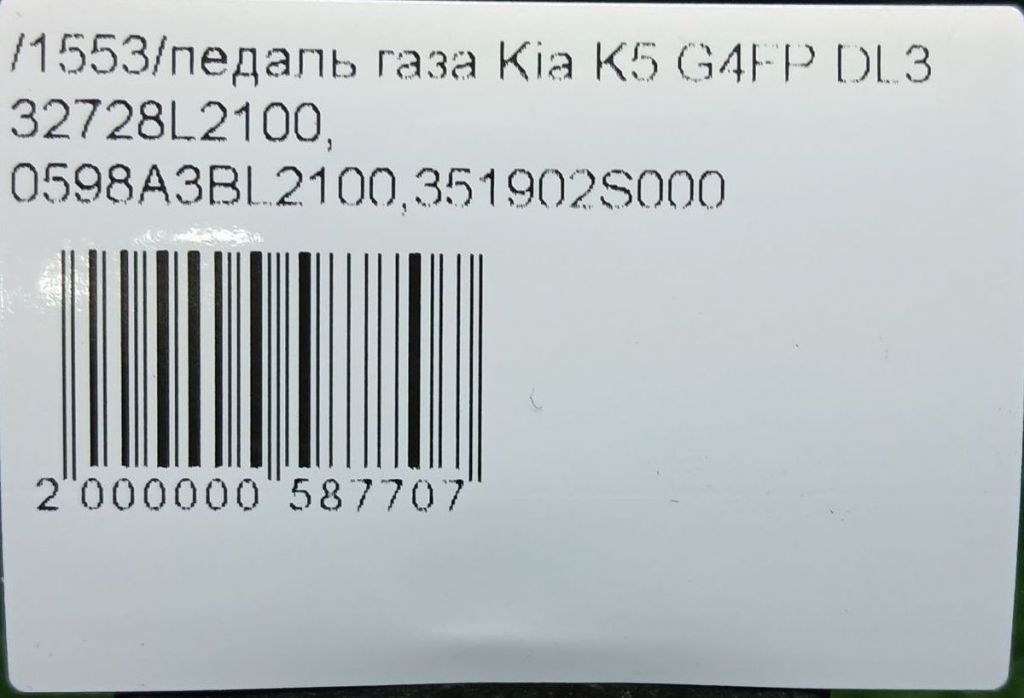 /1553/педаль газа Kia K5 G4FP DL3
32728L2100,
0598A3BL2100,351902S000
2 000000 587707